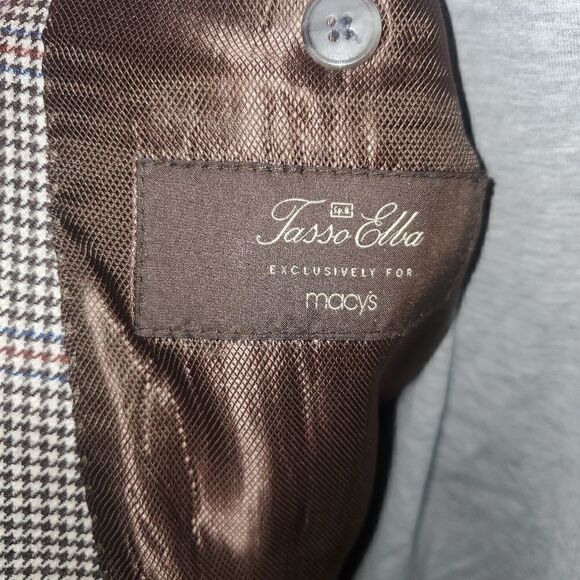 S.p.A.
Tasso Elba
EXCLUSIVELY FOR
macy's